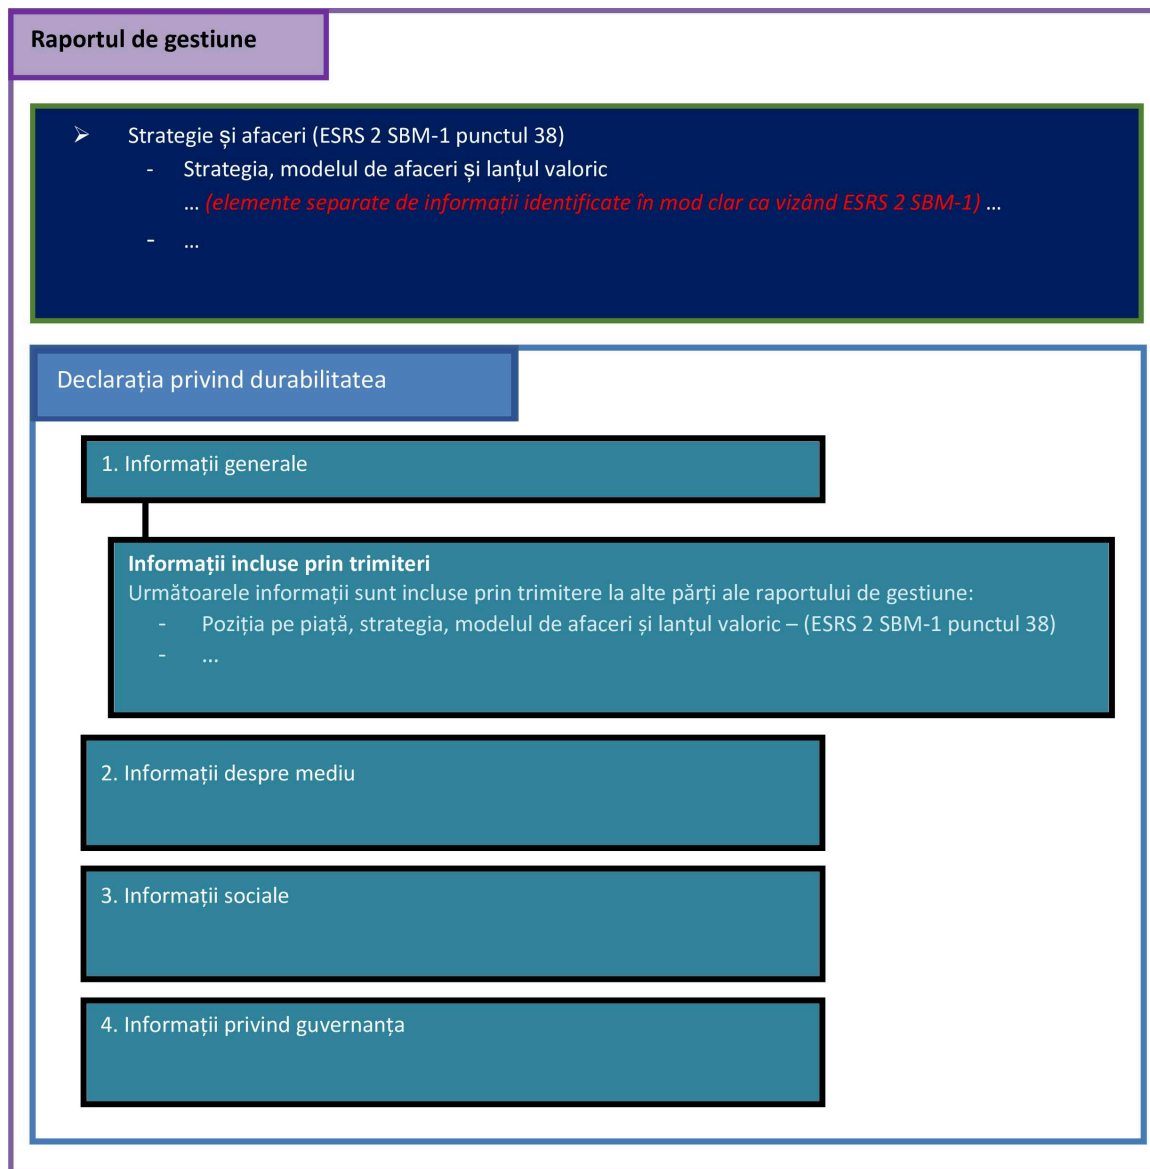 Raportul de gestiune
➢ Strategie și afaceri (ESRS 2 SBM-1 punctul 38)
- Strategia, modelul de afaceri și lanțul valoric
... (elemente separate de informații identificate în mod clar ca vizând ESRS 2 SBM-1) ...
- ...
Declarația privind durabilitatea
1. Informații generale
Informații incluse prin trimiteri
Următoarele informații sunt incluse prin trimitere la alte părți ale raportului de gestiune:
- Poziția pe piață, strategia, modelul de afaceri și lanțul valoric – (ESRS 2 SBM-1 punctul 38)
- ...
2. Informații despre mediu
3. Informații sociale
4. Informații privind guvernanța